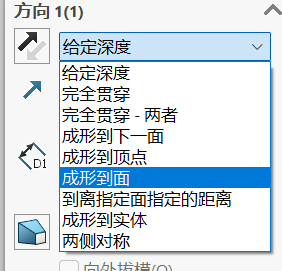 方向 1(1)
给定深度
给定深度
完全贯穿
完全贯穿 - 两者
成形到下一面
成形到顶点
成形到面
到离指定面指定的距离
成形到实体
两侧对称
D1
向外拔模(O)